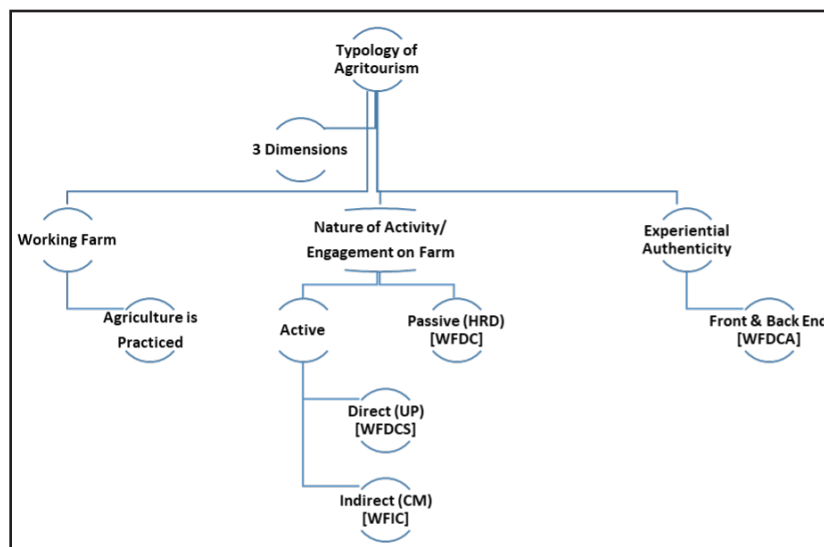 Typology of
Agritourism
3 Dimensions
Working Farm
Nature of Activity/
Engagement on Farm
Experiential
Authenticity
Agriculture is
Practiced
Active
Passive (HRD)
[WFDC]
Front & Back End
[WFDCA]
Direct (UP)
[WFDCS]
Indirect (CM)
[WFIC]